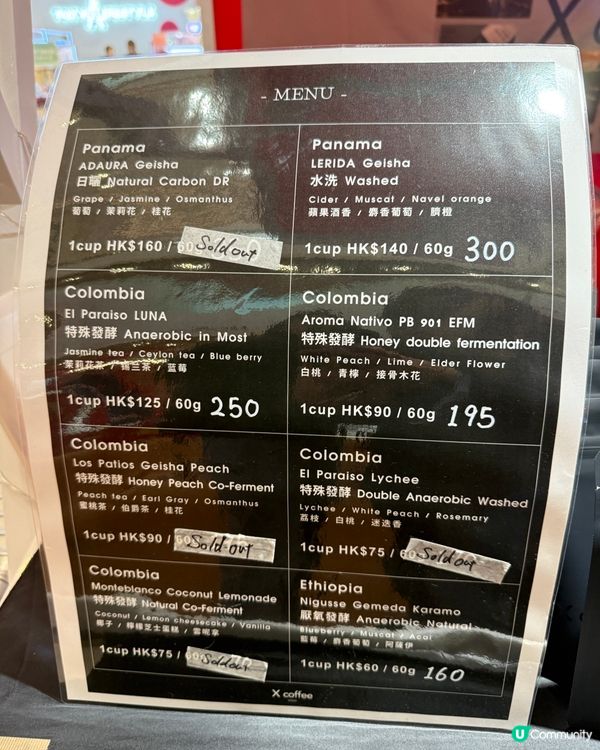 - MENU -
Panama
ADAURA Geisha
日曬 Natural Carbon DR
Grape / Jasmine / Osmanthus
葡萄 / 茉莉花 / 桂花
1cup HK$160 / 60 Sold out
Panama
LERIDA Geisha
水洗 Washed
Cider / Muscat / Navel orange
蘋果酒香 / 麝香葡萄 / 臍橙
1cup HK$140 / 60g 300
Colombia
El Paraiso LUNA
特殊發酵 Anaerobic in Most
Jasmine tea / Ceylon tea / Blue berry
茉莉花茶 / 錫蘭茶 / 藍莓
1cup HK$125 / 60g 250
Colombia
Aroma Nativo PB 901 EFM
特殊發酵 Honey double fermentation
White Peach / Lime / Elder Flower
白桃 / 青檸 / 接骨木花
1cup HK$90 / 60g 195
Colombia
Los Patios Geisha Peach
特殊發酵 Honey Peach Co-Ferment
Peach tea / Earl Gray / Osmanthus
蜜桃茶 / 伯爵茶 / 桂花
1cup HK$90 / 60 Sold out
Colombia
El Paraiso Lychee
特殊發酵 Double Anaerobic Washed
Lychee / White Peach / Rosemary
荔枝 / 白桃 / 迷迭香
1cup HK$75 / 60 Sold out
Colombia
Monteblanco Coconut Lemonade
特殊發酵 Natural Co-Ferment
Coconut / Lemon cheesecake / Vanilla
椰子 / 檸檬芝士蛋糕 / 雲呢拿
1cup HK$75 / 60 Sold out
Ethiopia
Nigusse Gemeda Karamo
厭氧發酵 Anaerobic Natural
Blueberry / Muscat / Acai
藍莓 / 麝香葡萄 / 阿薩伊
1cup HK$60 / 60g 160
X coffee
U Community